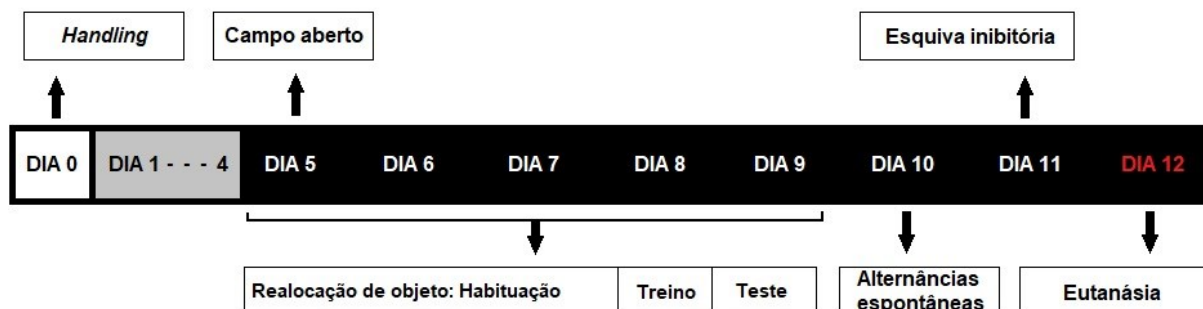 Handling
Campo aberto
Esquiva inibitória
DIA 0
DIA 1 - - - 4
DIA 5
DIA 6
DIA 7
DIA 8
DIA 9
DIA 10
DIA 11
DIA 12
Realocação de objeto: Habituação
Treino
Teste
Alternâncias
espontâneas
Eutanásia